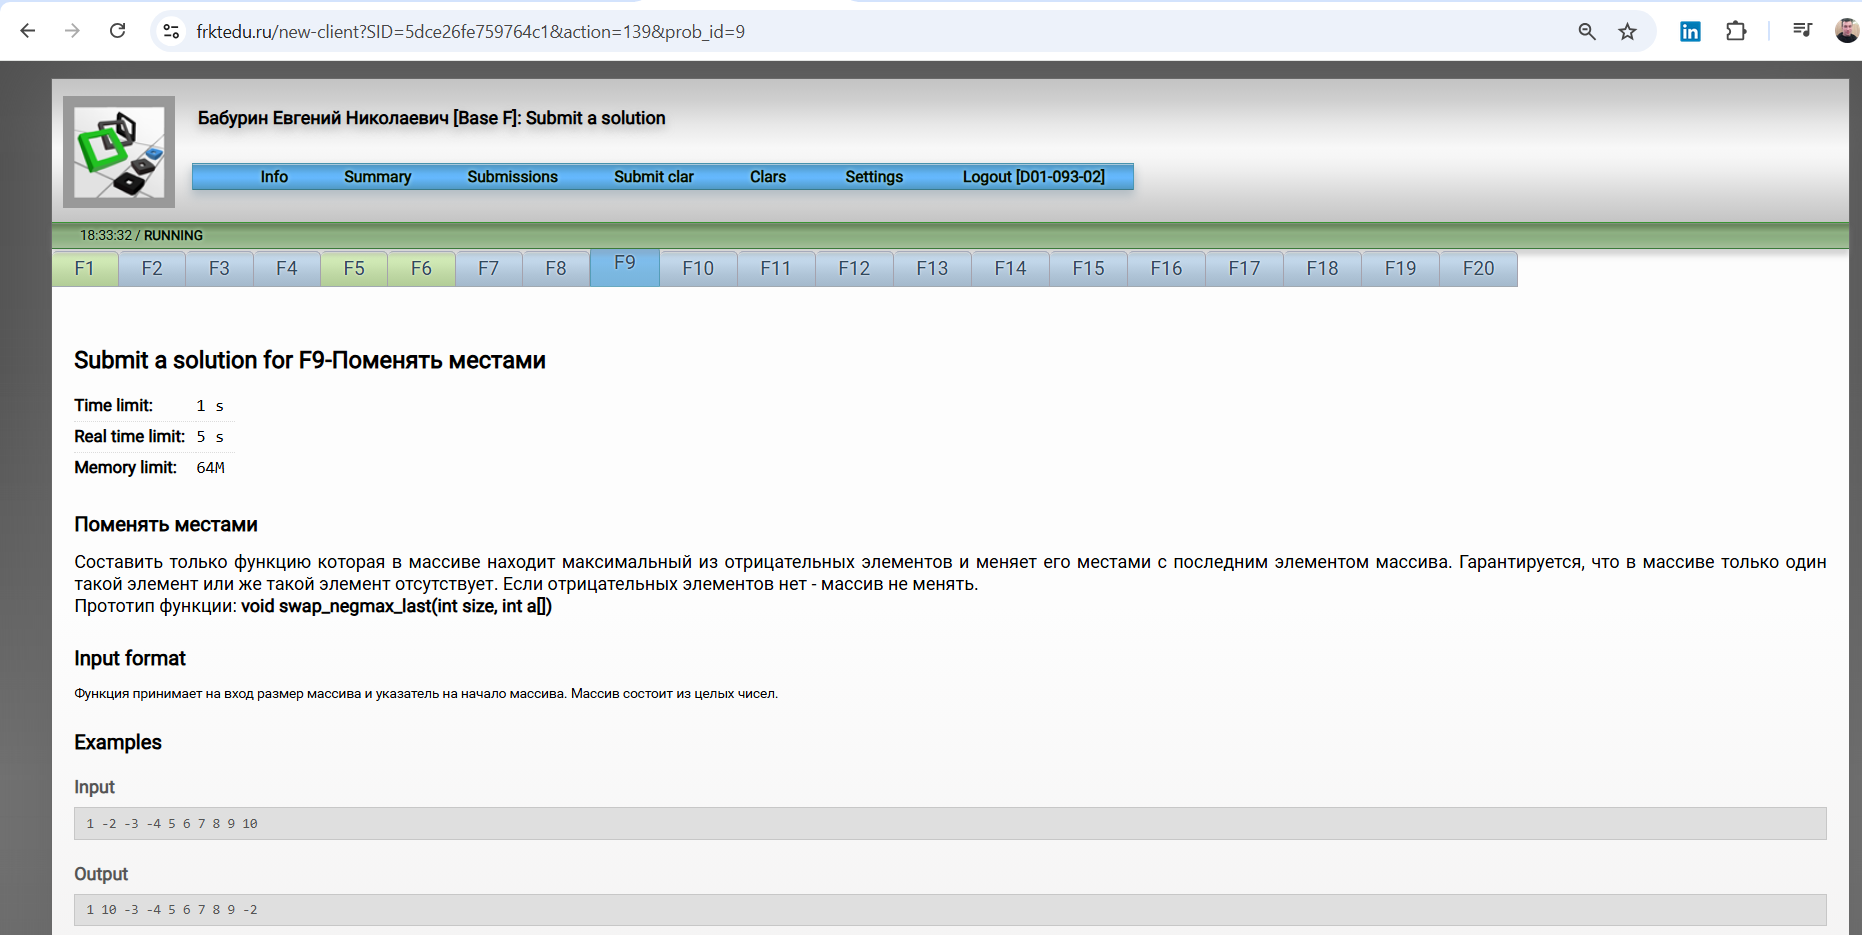 frktedu.ru/new-client?SID=5dce26fe759764c1&action=139&prob_id=9
in
Бабурин Евгений Николаевич [Base F]: Submit a solution
Info Summary Submissions Submit clar Clars Settings Logout [D01-093-02]
18:33:32 / RUNNING
F1 F2 F3 F4 F5 F6 F7 F8 F9 F10 F11 F12 F13 F14 F15 F16 F17 F18 F19 F20
Submit a solution for F9-Поменять местами
Time limit: 1 s
Real time limit: 5 s
Memory limit: 64M
Поменять местами
Составить только функцию которая в массиве находит максимальный из отрицательных элементов и меняет его местами с последним элементом массива. Гарантируется, что в массиве только один
такой элемент или же такой элемент отсутствует. Если отрицательных элементов нет - массив не менять.
Прототип функции: void swap_negmax_last(int size, int a[])
Input format
Функция принимает на вход размер массива и указатель на начало массива. Массив состоит из целых чисел.
Examples
Input
1 -2 -3 -4 5 6 7 8 9 10
Output
1 10 -3 -4 5 6 7 8 9 -2